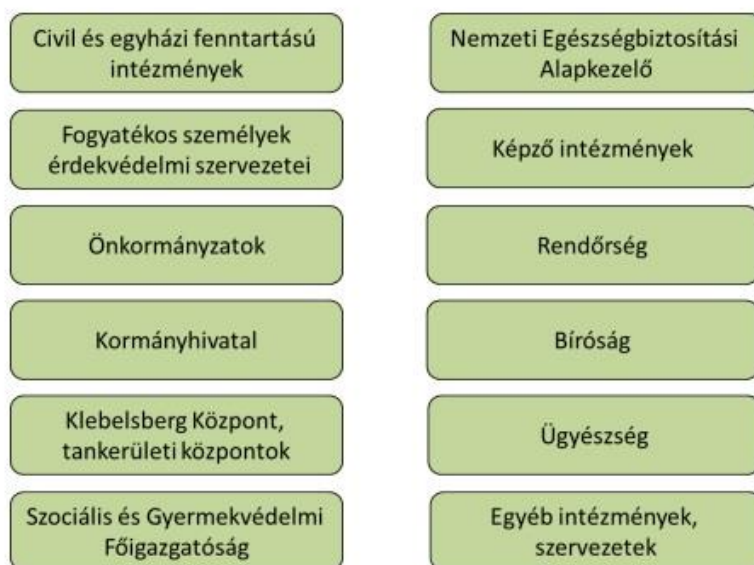 Civil és egyházi fenntartású
intézmények
Fogyatékos személyek
érdekvédelmi szervezetei
Önkormányzatok
Kormányhivatal
Klebelsberg Központ,
tankerületi központok
Szociális és Gyermekvédelmi
Főigazgatóság
Nemzeti Egészségbiztosítási
Alapkezelő
Képző intézmények
Rendőrség
Bíróság
Ügyészség
Egyéb intézmények,
szervezetek